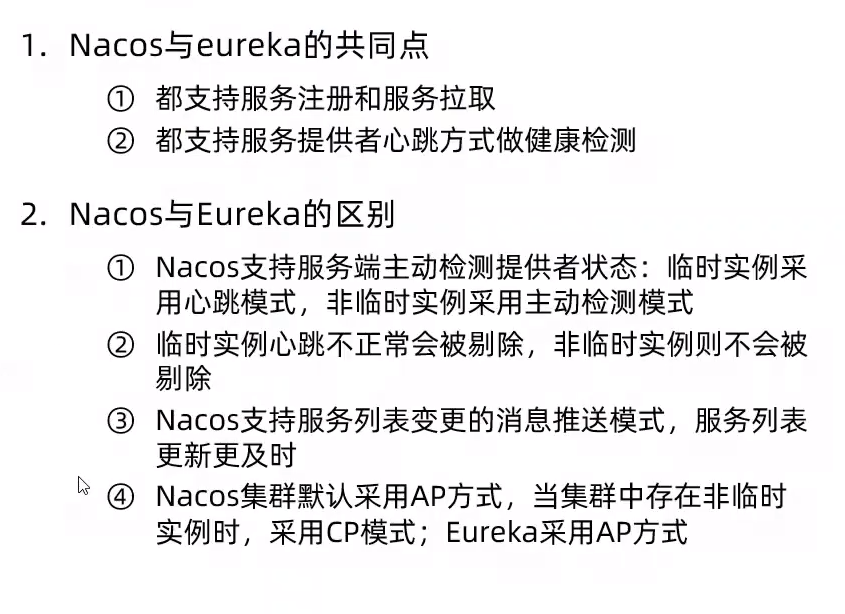 1. Nacos与eureka的共同点
① 都支持服务注册和服务拉取
② 都支持服务提供者心跳方式做健康检测
2. Nacos与Eureka的区别
① Nacos支持服务端主动检测提供者状态：临时实例采
用心跳模式，非临时实例采用主动检测模式
② 临时实例心跳不正常会被剔除，非临时实例则不会被
剔除
③ Nacos支持服务列表变更的消息推送模式，服务列表
更新更及时
④ Nacos集群默认采用AP方式，当集群中存在非临时
实例时，采用CP模式；Eureka采用AP方式